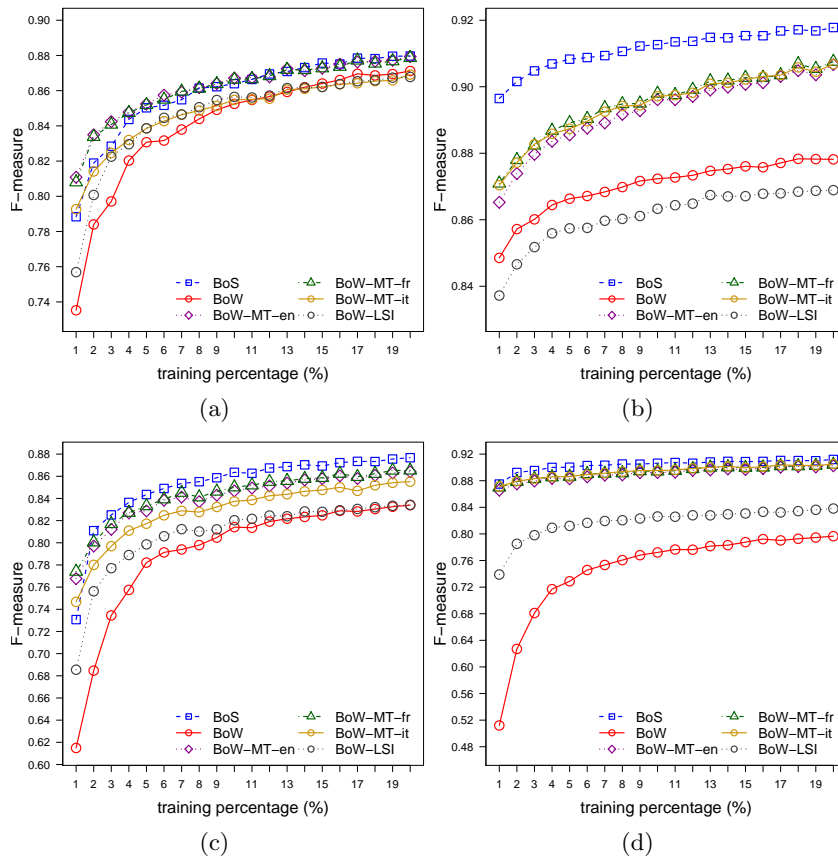 0.90
0.88
0.86
0.84
0.82
0.80
0.78
0.76
0.74
F−measure
BoS
BoW
BoW−MT−en
BoW−MT−fr
BoW−MT−it
BoW−LSI
1 2 3 4 5 6 7 8 9 11 13 15 17 19
training percentage (%)
(a)
0.92
0.90
0.88
0.86
0.84
F−measure
BoS
BoW
BoW−MT−en
BoW−MT−fr
BoW−MT−it
BoW−LSI
1 2 3 4 5 6 7 8 9 11 13 15 17 19
training percentage (%)
(b)
0.88
0.86
0.84
0.82
0.80
0.78
0.76
0.74
0.72
0.70
0.68
0.66
0.64
0.62
0.60
F−measure
BoS
BoW
BoW−MT−en
BoW−MT−fr
BoW−MT−it
BoW−LSI
1 2 3 4 5 6 7 8 9 11 13 15 17 19
training percentage (%)
(c)
0.92
0.88
0.84
0.80
0.76
0.72
0.68
0.64
0.60
0.56
0.52
0.48
F−measure
BoS
BoW
BoW−MT−en
BoW−MT−fr
BoW−MT−it
BoW−LSI
1 2 3 4 5 6 7 8 9 11 13 15 17 19
training percentage (%)
(d)